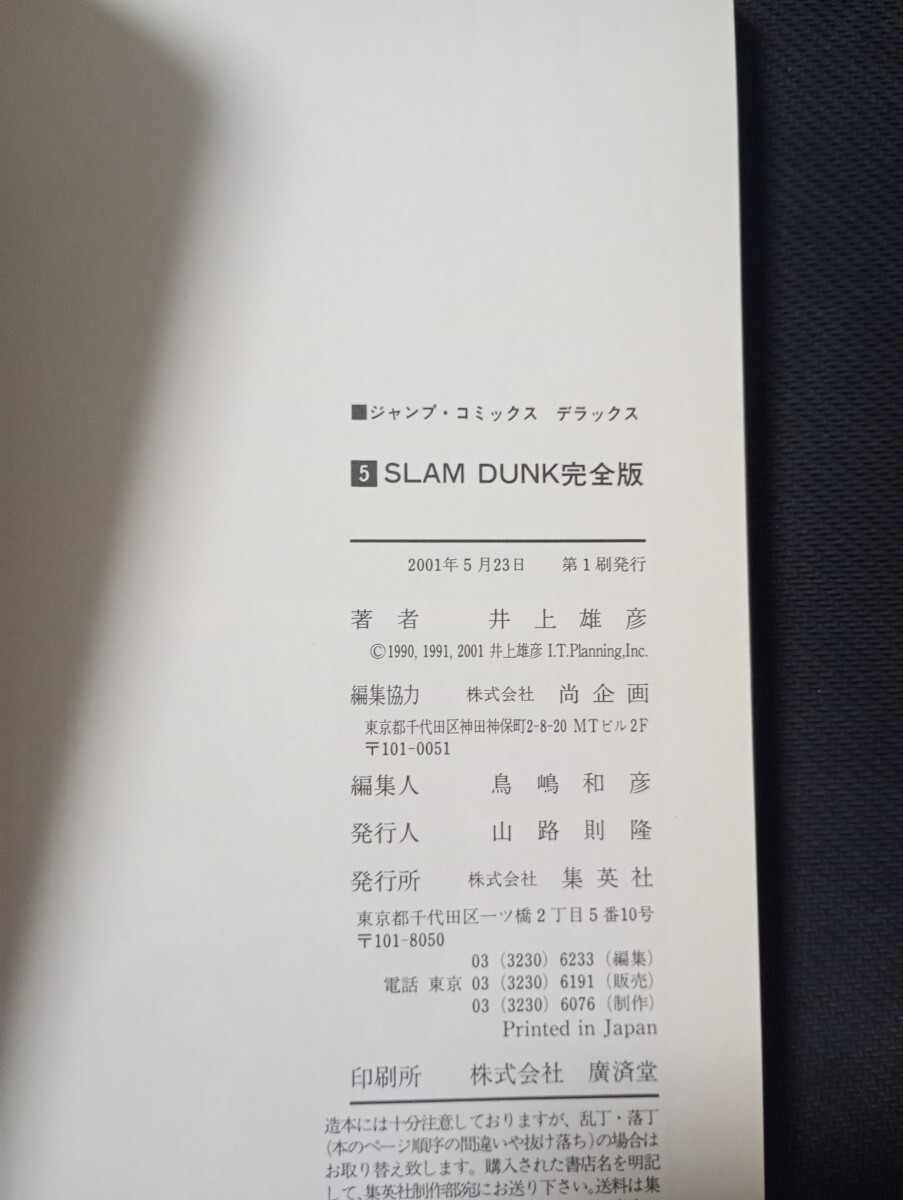 ■ジャンプ・コミックス デラックス
5 SLAM DUNK完全版
2001年5月23日 第1刷発行
著者 井上雄彦
©1990, 1991, 2001 井上雄彦 I.T.Planning,Inc.
編集協力 株式会社 尚企画
東京都千代田区神田神保町2-8-20 MTビル2F
〒101-0051
編集人 鳥嶋和彦
発行人 山路則隆
発行所 株式会社 集英社
東京都千代田区一ツ橋2丁目5番10号
〒101-8050
03 (3230) 6233 (編集)
電話 東京 03 (3230) 6191 (販売)
03 (3230) 6076 (制作)
Printed in Japan
印刷所 株式会社 廣済堂
造本には十分注意しておりますが、乱丁・落丁
(本のページ順序の間違いや抜け落ち)の場合は
お取り替え致します。購入された書店名を明記
して、集英社制作部宛にお送り下さい。送料は集